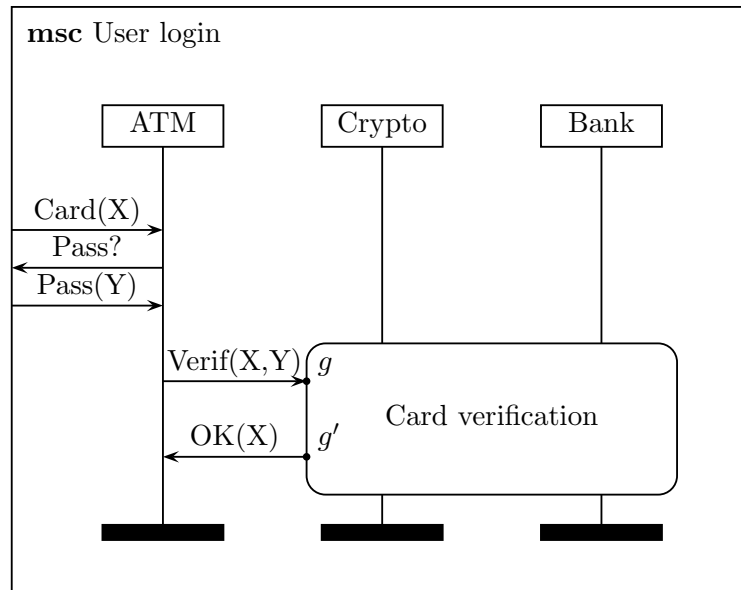 msc User login
ATM
Crypto
Bank
Card(X)
Pass?
Pass(Y)
Verif(X,Y)
g
Card verification
OK(X)
g′